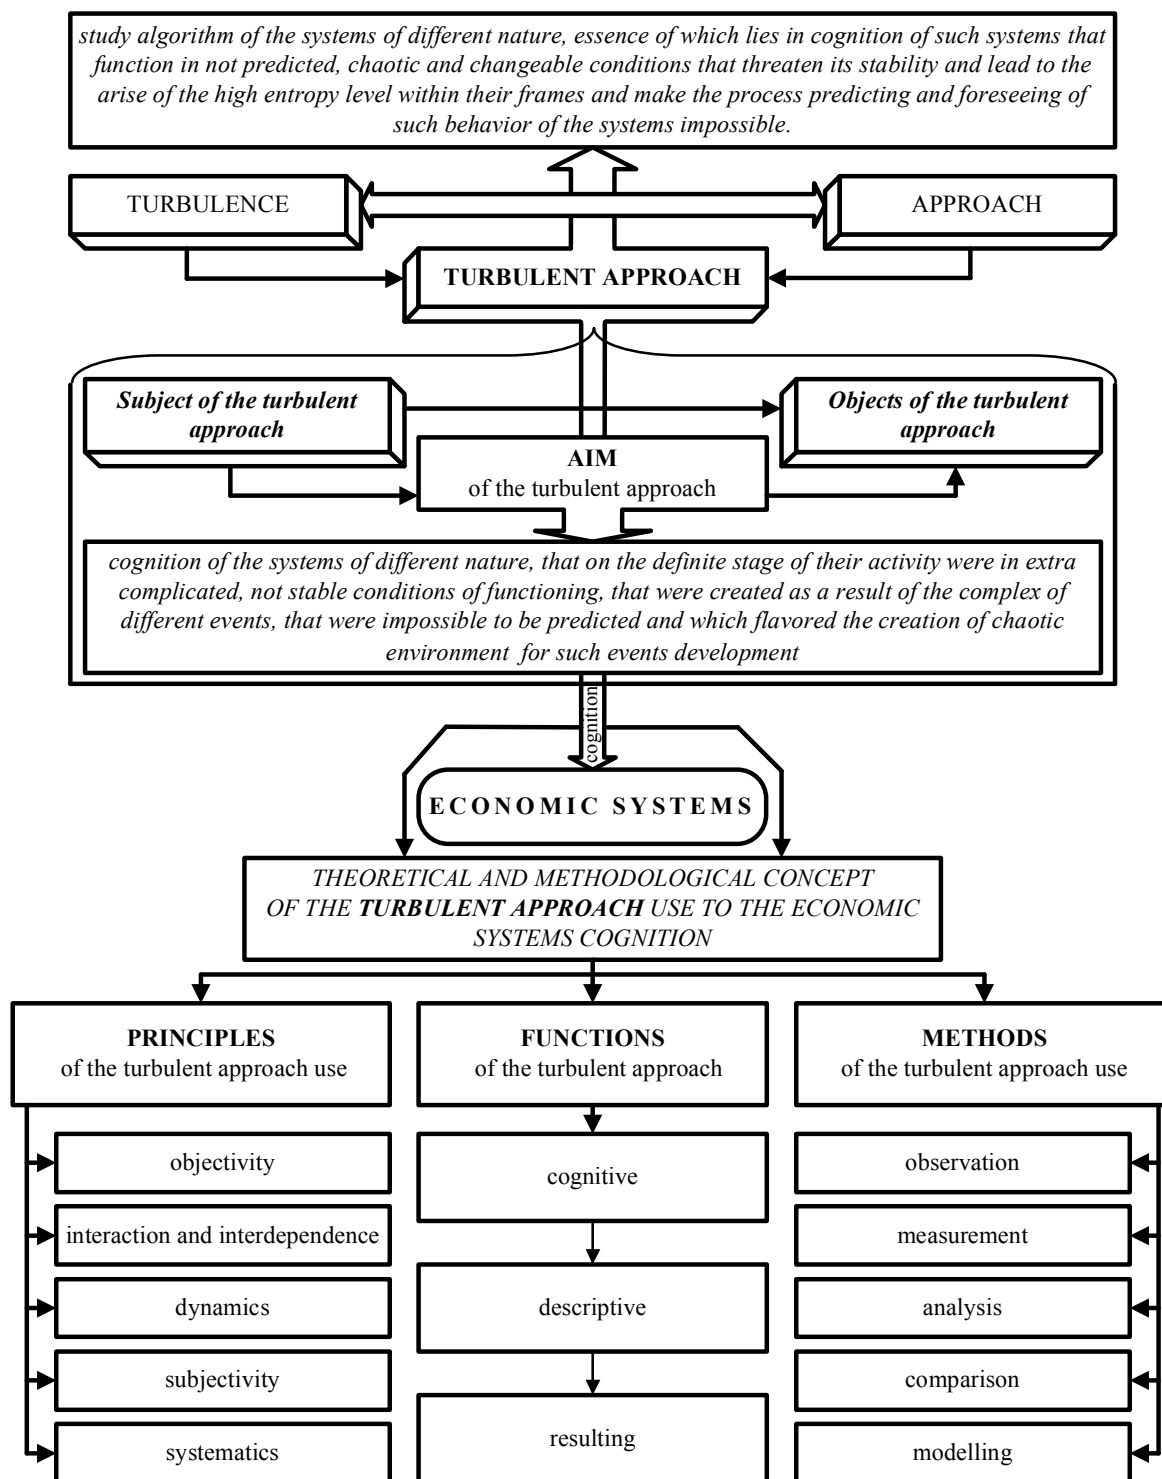 study algorithm of the systems of different nature, essence of which lies in cognition of such systems that
function in not predicted, chaotic and changeable conditions that threaten its stability and lead to the
arise of the high entropy level within their frames and make the process predicting and foreseeing of
such behavior of the systems impossible.
TURBULENCE
APPROACH
TURBULENT APPROACH
Subject of the turbulent
approach
Objects of the turbulent
approach
AIM
of the turbulent approach
cognition of the systems of different nature, that on the definite stage of their activity were in extra
complicated, not stable conditions of functioning, that were created as a result of the complex of
different events, that were impossible to be predicted and which flavored the creation of chaotic
environment for such events development
cognition
ECONOMIC SYSTEMS
THEORETICAL AND METHODOLOGICAL CONCEPT
OF THE TURBULENT APPROACH USE TO THE ECONOMIC
SYSTEMS COGNITION
PRINCIPLES
of the turbulent approach use
objectivity
interaction and interdependence
dynamics
subjectivity
systematics
FUNCTIONS
of the turbulent approach
cognitive
descriptive
resulting
METHODS
of the turbulent approach use
observation
measurement
analysis
comparison
modelling